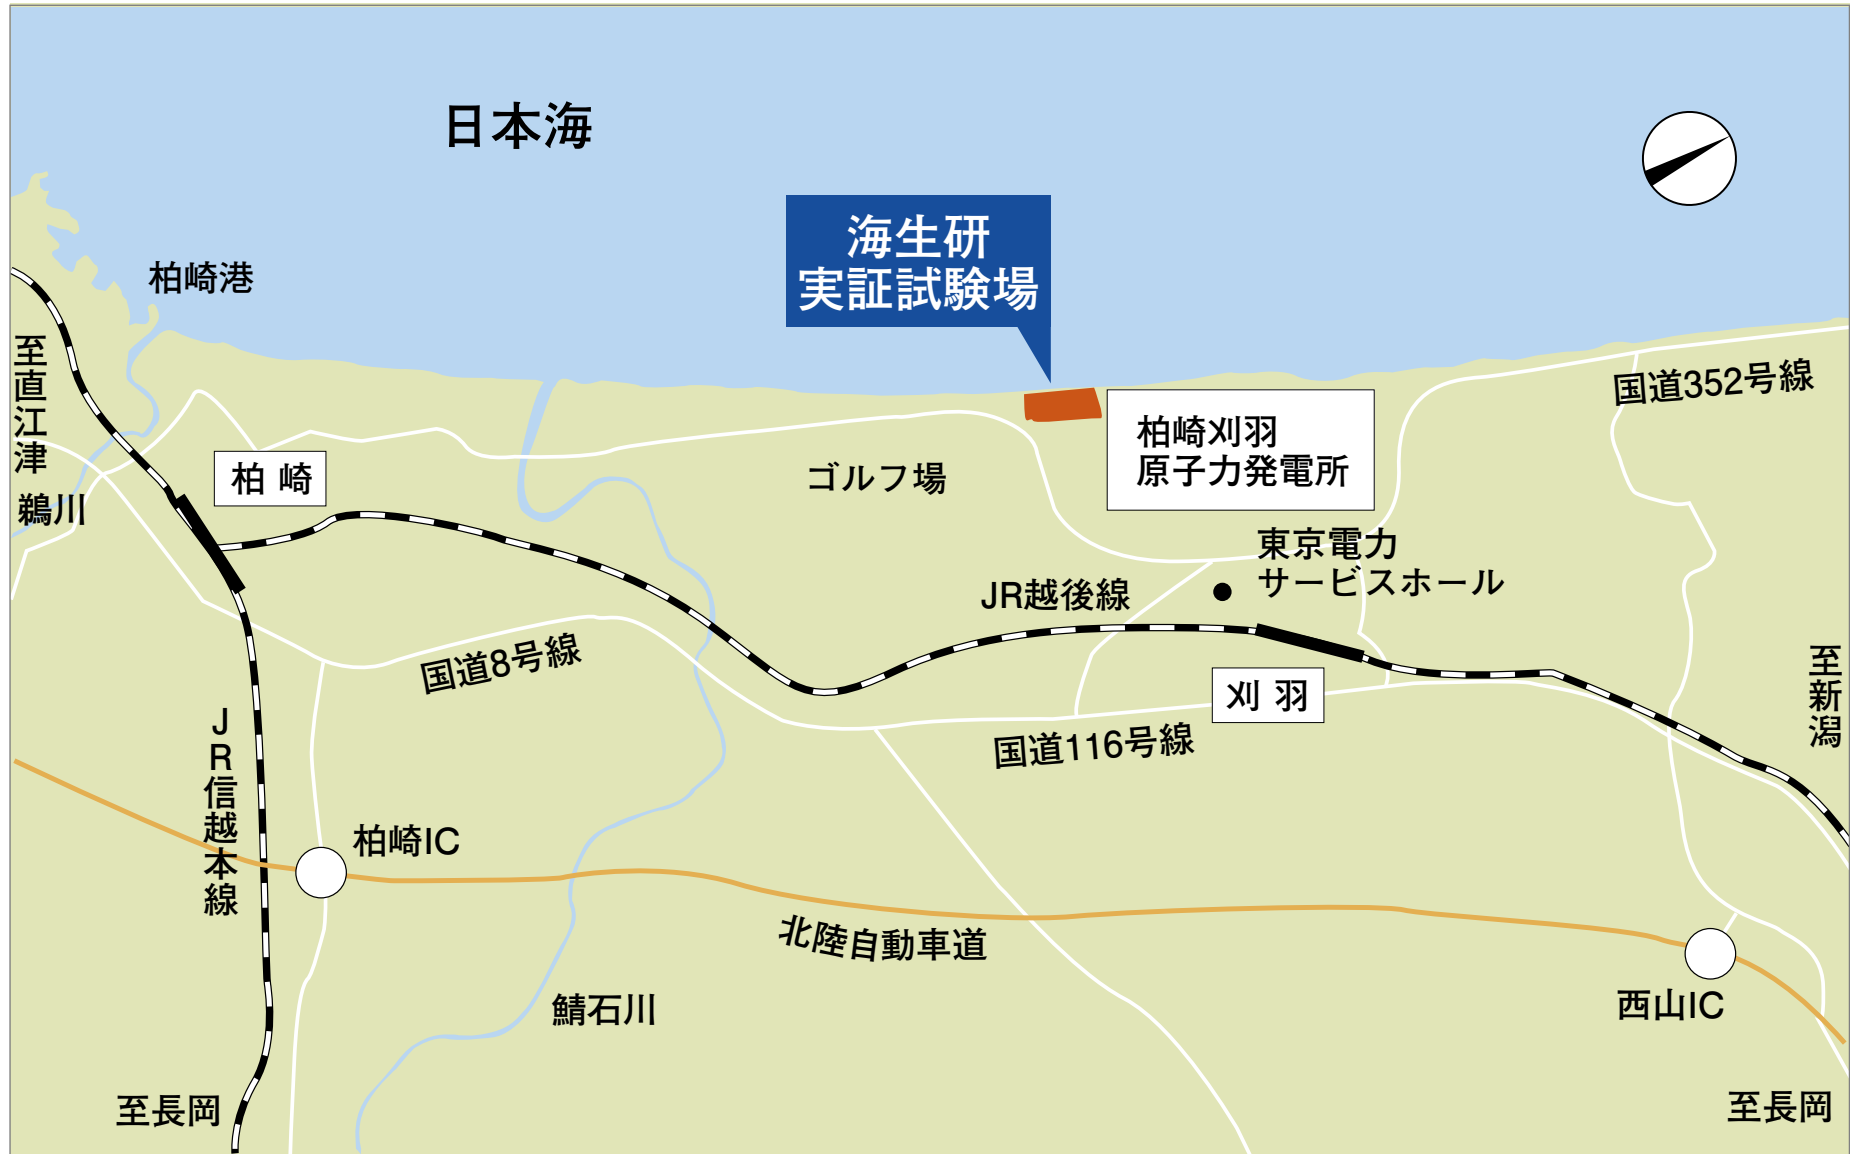 日本海
海生研
実証試験場
柏崎港
至直江津
国道352号線
柏崎刈羽
原子力発電所
柏崎
ゴルフ場
鵜川
東京電力
サービスホール
JR越後線
国道8号線
至新潟
刈羽
JR信越本線
国道116号線
柏崎IC
北陸自動車道
鯖石川
西山IC
至長岡
至長岡